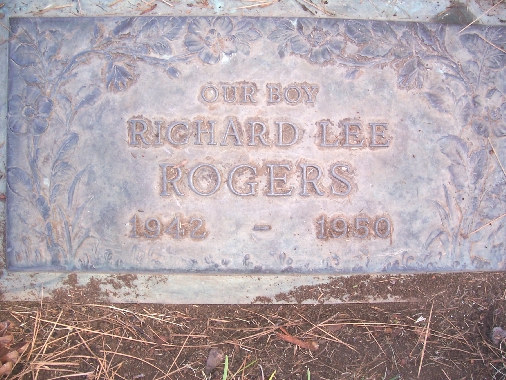 OUR BOY
RICHARD LEE
ROGERS
1942 - 1950